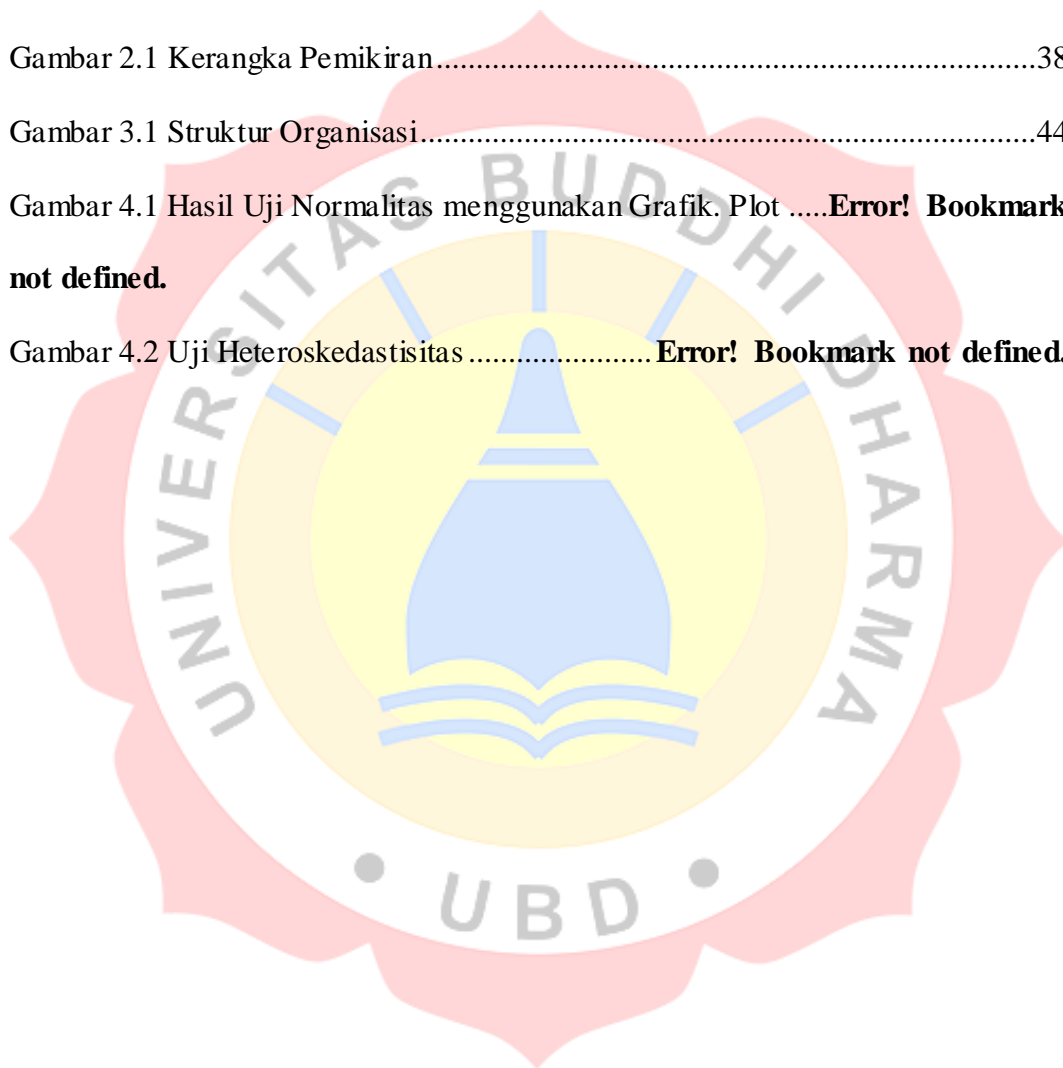 Gambar 2.1 Kerangka Pemikiran............................................................................38
Gambar 3.1 Struktur Organisasi..............................................................................44
Gambar 4.1 Hasil Uji Normalitas menggunakan Grafik. Plot .....Error! Bookmark
not defined.
Gambar 4.2 Uji Heteroskedastisitas .......................Error! Bookmark not defined.
UNIVERSITAS BUDDHI DHARMA
• UBD •